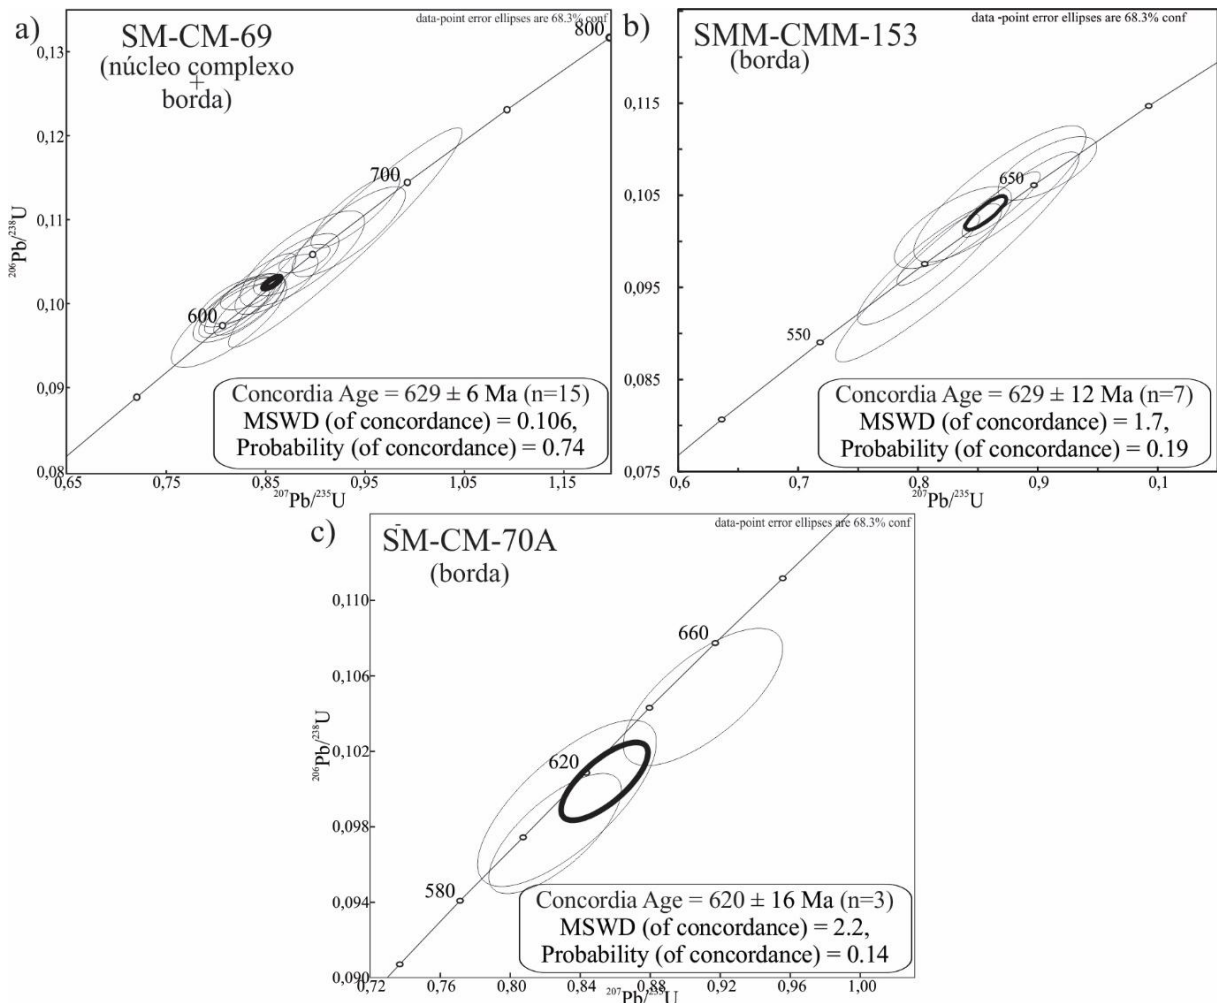 a)
data-point error ellipses are 68.3% conf
SM-CM-69
(núcleo complexo
+
borda)
800
700
600
0,13
0,12
0,11
0,10
0,09
0,08
206Pb/238U
Concordia Age = 629 ± 6 Ma (n=15)
MSWD (of concordance) = 0.106,
Probability (of concordance) = 0.74
0,65
0,75
0,85
0,95
1,05
1,15
207Pb/235U
b)
data -point error ellipses are 68.3% conf
SMM-CMM-153
(borda)
650
550
0,115
0,105
0,095
0,085
0,075
Concordia Age = 629 ± 12 Ma (n=7)
MSWD (of concordance) = 1.7,
Probability (of concordance) = 0.19
0,6
0,7
0,8
0,9
0,1
207Pb/235U
c)
data-point error ellipses are 68.3% conf
SM-CM-70A
(borda)
660
620
580
0,110
0,106
0,102
0,098
0,094
0,090
206Pb/238U
Concordia Age = 620 ± 16 Ma (n=3)
MSWD (of concordance) = 2.2,
Probability (of concordance) = 0.14
0,72
0,80
0,84
0,88
0,92
0,96
1,00
207Pb/235U